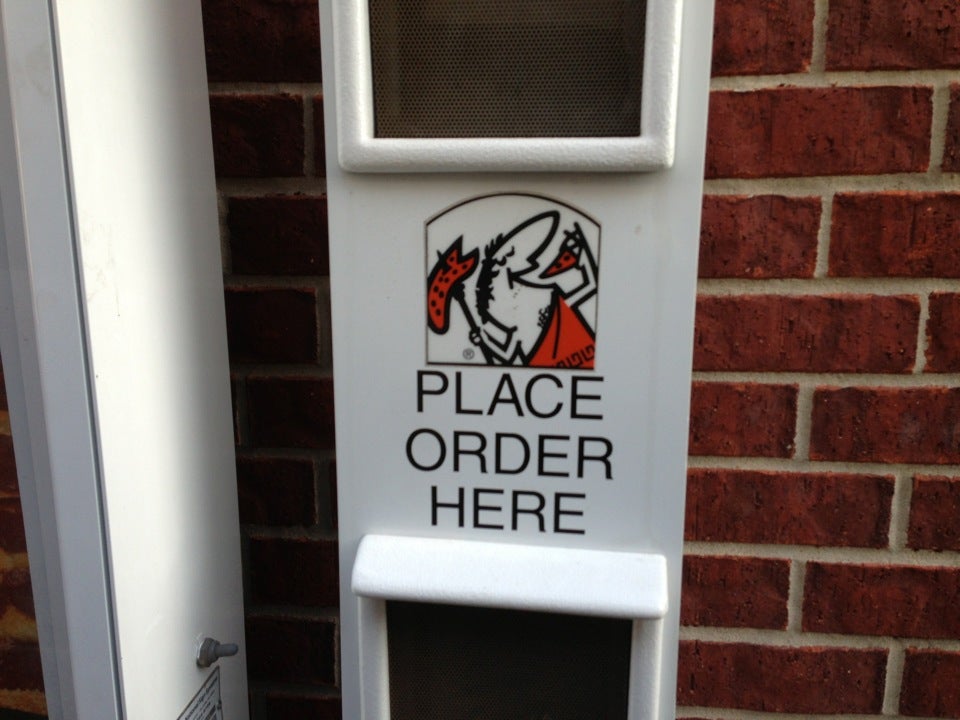 ®
PLACE
ORDER
HERE